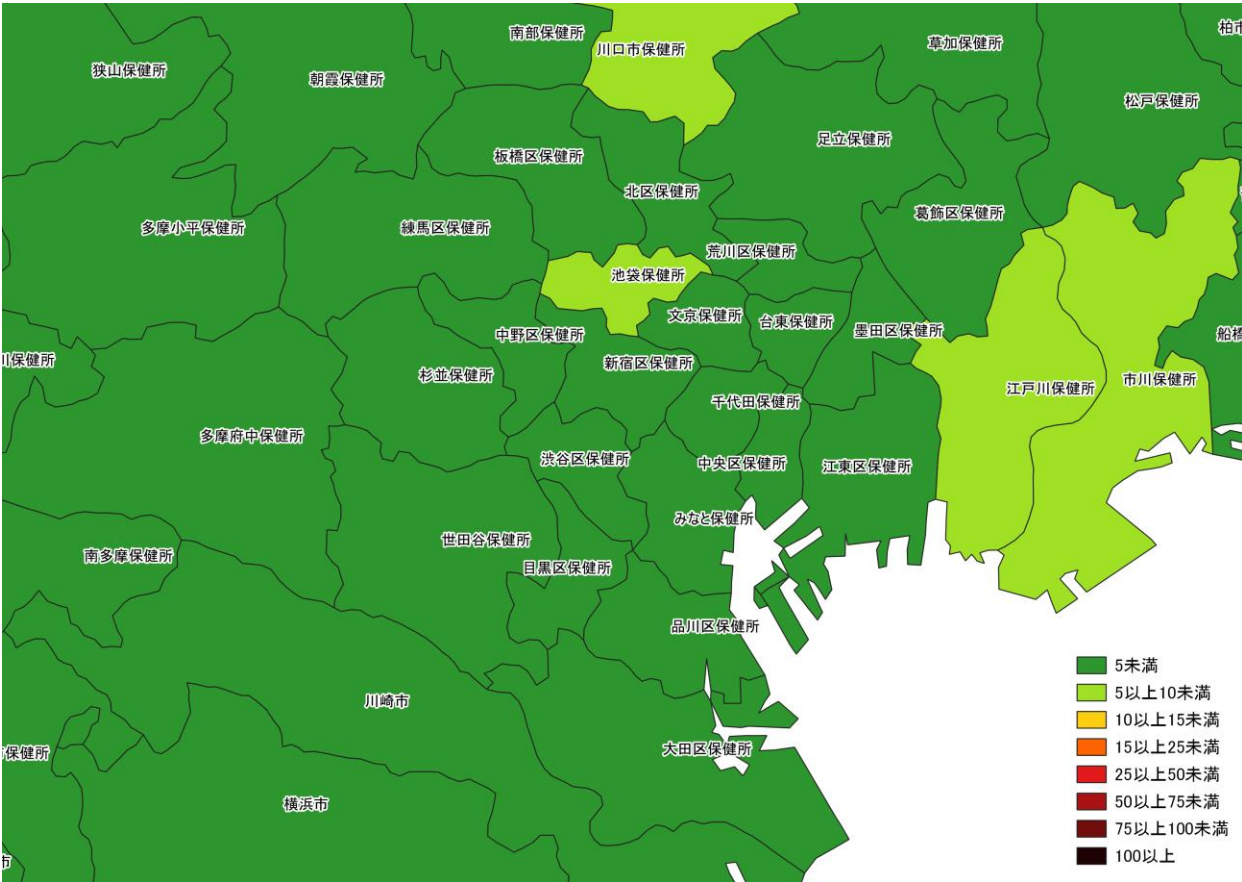 南部保健所
川口市保健所
草加保健所
柏市
狭山保健所
朝霞保健所
松戸保健所
足立保健所
板橋区保健所
北区保健所
多摩小平保健所
練馬区保健所
葛飾区保健所
荒川区保健所
池袋保健所
文京保健所
台東保健所
墨田区保健所
中野区保健所
新宿区保健所
船橋
川保健所
杉並保健所
千代田保健所
江戸川保健所
市川保健所
多摩府中保健所
渋谷区保健所
中央区保健所
江東区保健所
みなと保健所
世田谷保健所
南多摩保健所
目黒区保健所
品川区保健所
川崎市
大田区保健所
保健所
横浜市
市
5未満
5以上10未満
10以上15未満
15以上25未満
25以上50未満
50以上75未満
75以上100未満
100以上